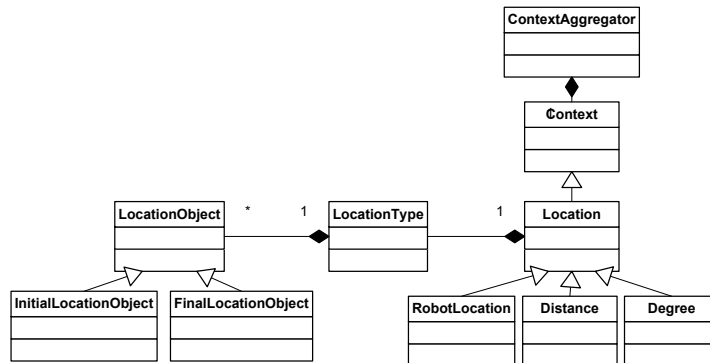 ContextAggregator
Context
LocationObject
*
1
LocationType
1
Location
InitialLocationObject
FinalLocationObject
RobotLocation
Distance
Degree